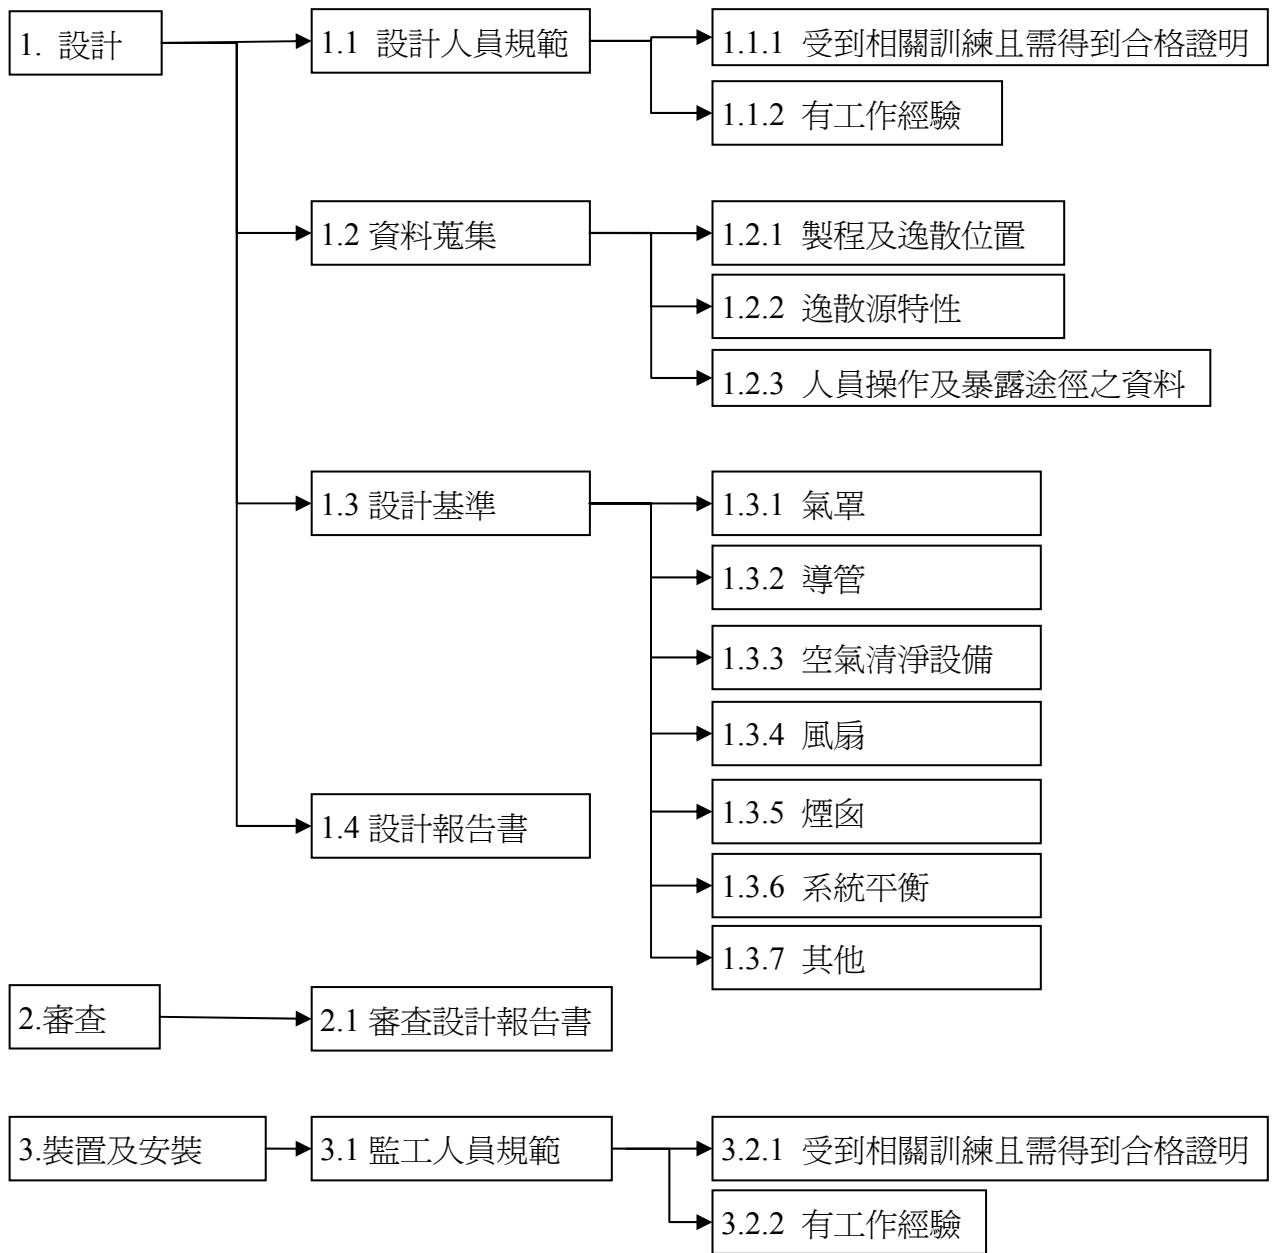 1. 設計
1.1 設計人員規範
1.1.1 受到相關訓練且需得到合格證明
1.1.2 有工作經驗
1.2 資料蒐集
1.2.1 製程及逸散位置
1.2.2 逸散源特性
1.2.3 人員操作及暴露途徑之資料
1.3 設計基準
1.3.1 氣罩
1.3.2 導管
1.3.3 空氣清淨設備
1.3.4 風扇
1.3.5 煙囪
1.3.6 系統平衡
1.3.7 其他
1.4 設計報告書
2.審查
2.1 審查設計報告書
3.裝置及安裝
3.1 監工人員規範
3.2.1 受到相關訓練且需得到合格證明
3.2.2 有工作經驗